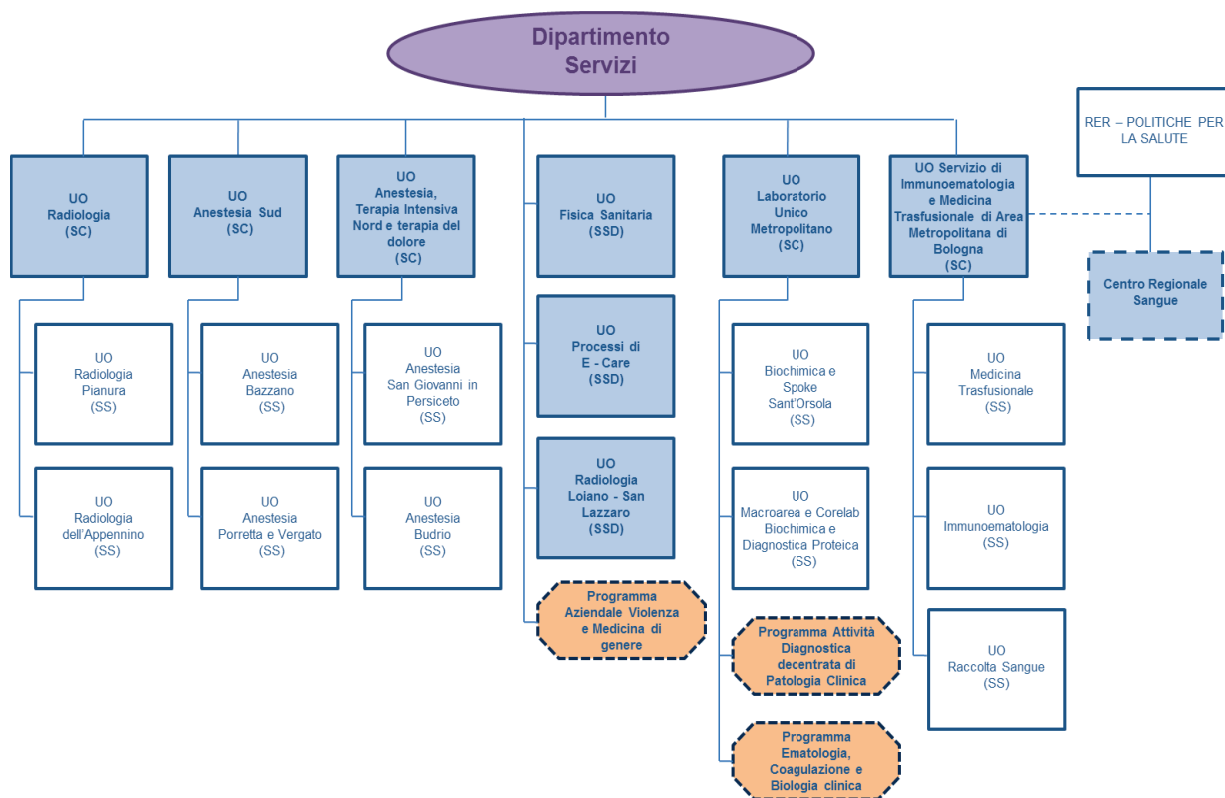 Dipartimento
Servizi
RER – POLITICHE PER
LA SALUTE
UO
Radiologia
(SC)
UO
Anestesia Sud
(SC)
UO
Anestesia,
Terapia Intensiva
Nord e terapia del
dolore
(SC)
UO
Fisica Sanitaria
(SSD)
UO
Laboratorio
Unico
Metropolitano
(SC)
UO Servizio di
Immunoematologia
e Medicina
Trasfusionale di Area
Metropolitana di
Bologna
(SC)
Centro Regionale
Sangue
UO
Radiologia
Pianura
(SS)
UO
Anestesia
Bazzano
(SS)
UO
Anestesia
San Giovanni in
Persiceto
(SS)
UO
Processi di
E - Care
(SSD)
UO
Biochimica e
Spoke
Sant'Orsola
(SS)
UO
Medicina
Trasfusionale
(SS)
UO
Radiologia
dell'Appennino
(SS)
UO
Anestesia
Porretta e Vergato
(SS)
UO
Anestesia
Budrio
(SS)
UO
Radiologia
Loiano - San
Lazzaro
(SSD)
UO
Macroarea e Corelab
Biochimica e
Diagnostica Proteica
(SS)
UO
Immunoematologia
(SS)
Programma
Aziendale Violenza
e Medicina di
genere
Programma Attività
Diagnostica
decentrata di
Patologia Clinica
UO
Raccolta Sangue
(SS)
Programma
Ematologia,
Coagulazione e
Biologia clinica